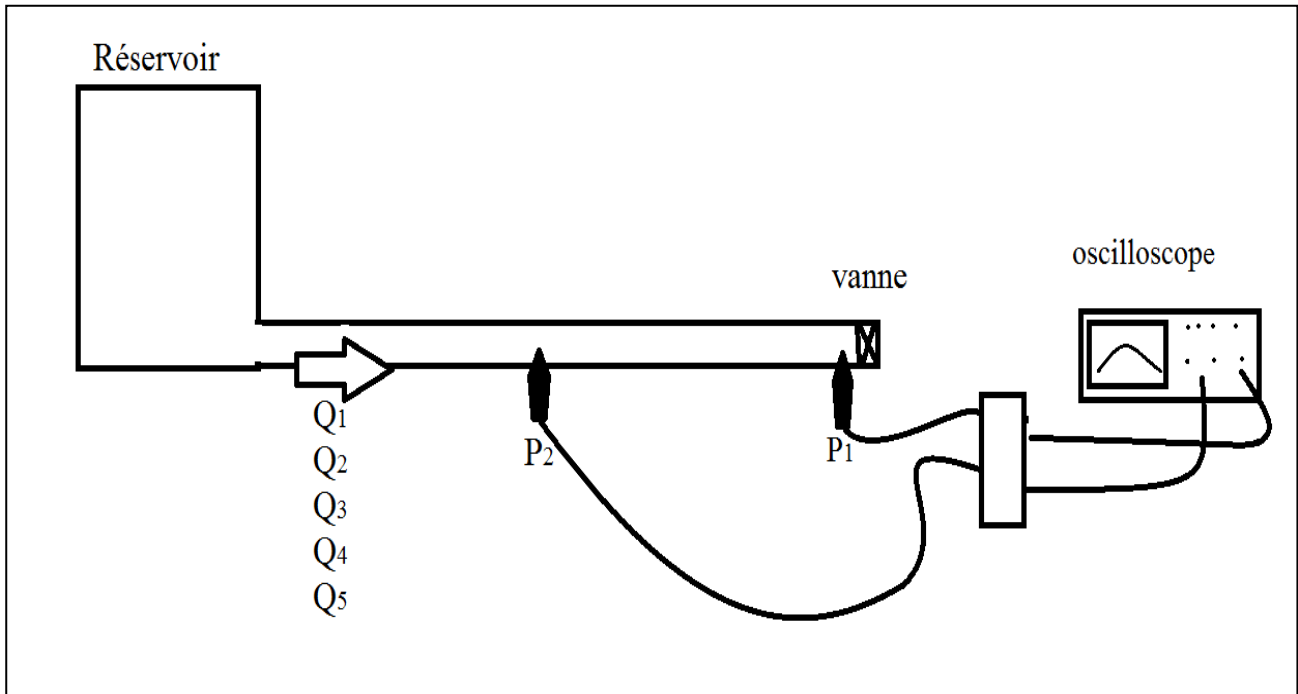 Réservoir
oscilloscope
vanne
Q1
Q2
Q3
Q4
Q5
P2
P1